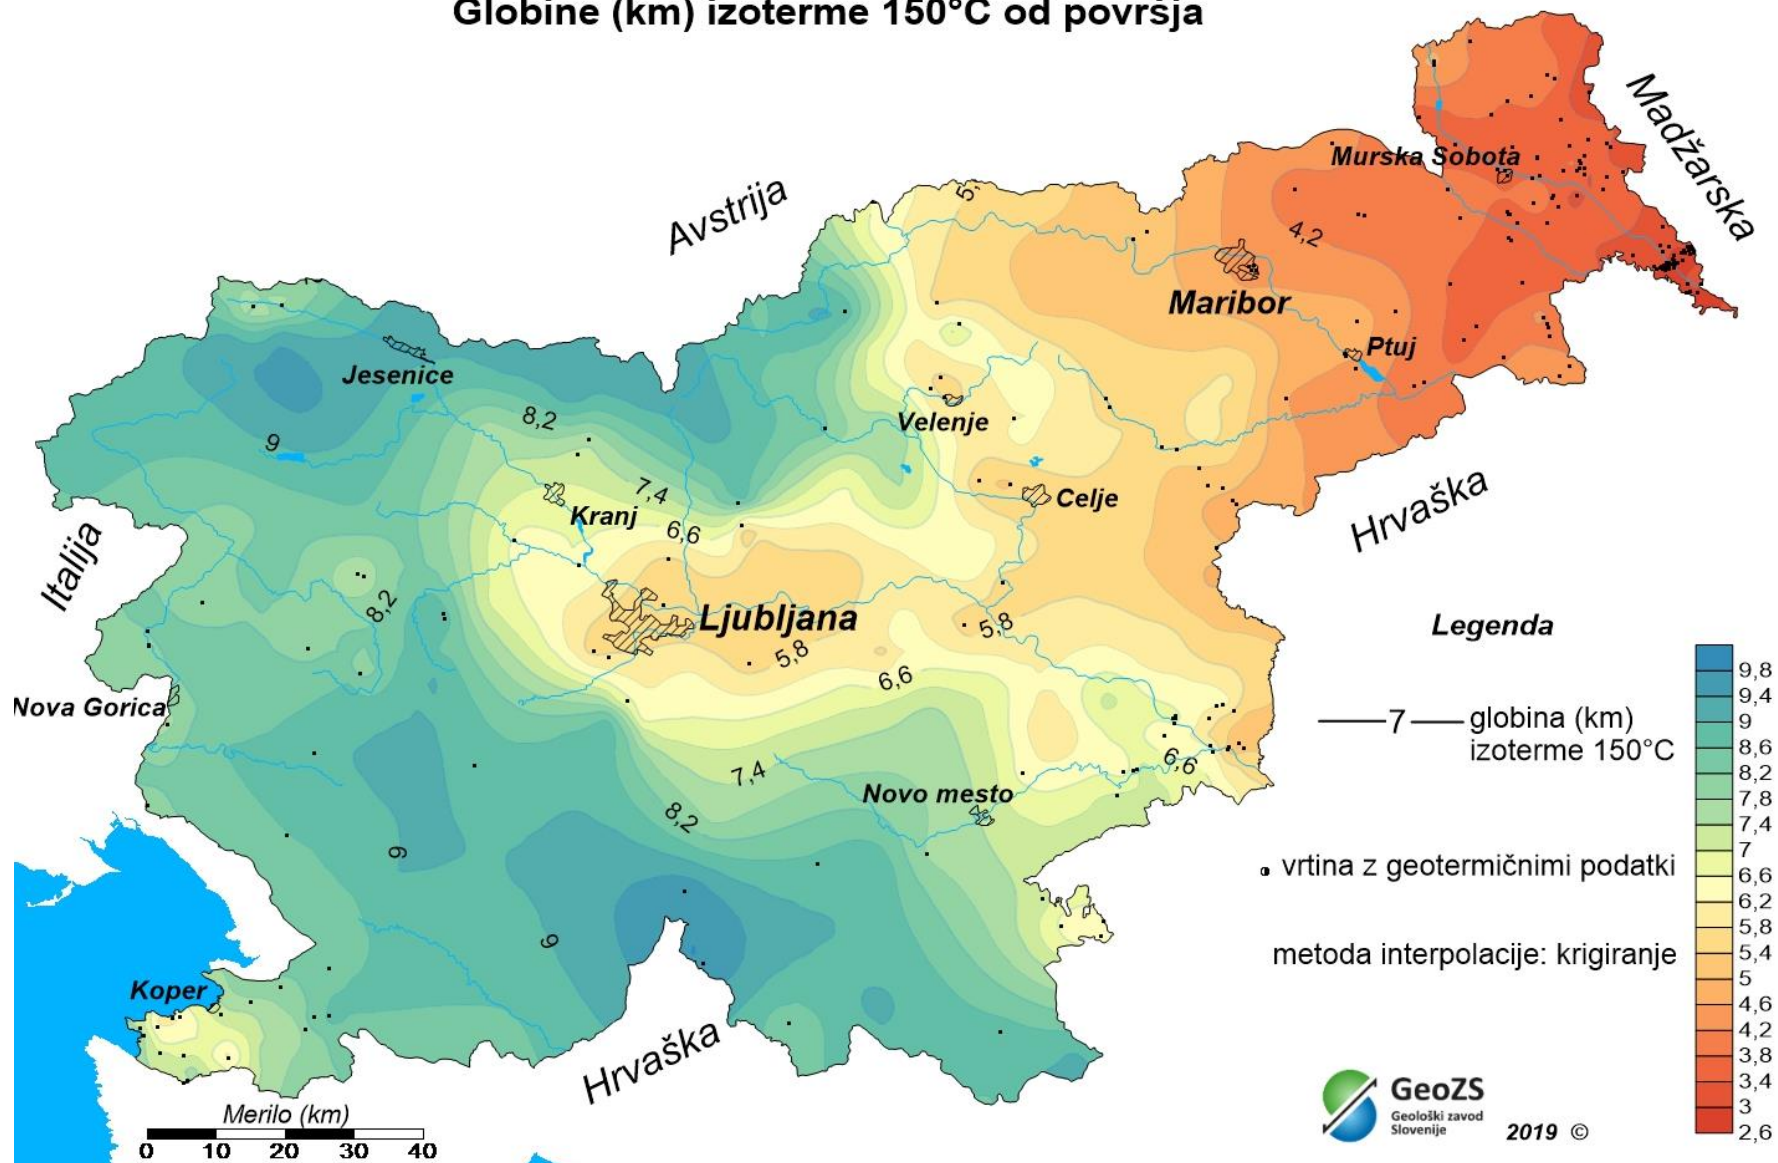 Globine (km) izoterme 150°C od površja
Madžarska
Murska Sobota
Avstrija
5,
4,2
Maribor
Ptuj
Jesenice
8,2
Velenje
9
7,4
Celje
Kranj
6,6
Hrvaška
Italija
8,2
Ljubljana
5,8
5,8
6,6
Nova Gorica
7,4
6,6
Novo mesto
8,2
9
9
Koper
Hrvaška
Merilo (km)
0 10 20 30 40
Legenda
7 globina (km)
izoterme 150°C
vrtina z geotermičnimi podatki
metoda interpolacije: krigiranje
9,8
9,4
9
8,6
8,2
7,8
7,4
7
6,6
6,2
5,8
5,4
5
4,6
4,2
3,8
3,4
3
2,6
GeoZS
Geološki zavod
Slovenije
2019 ©